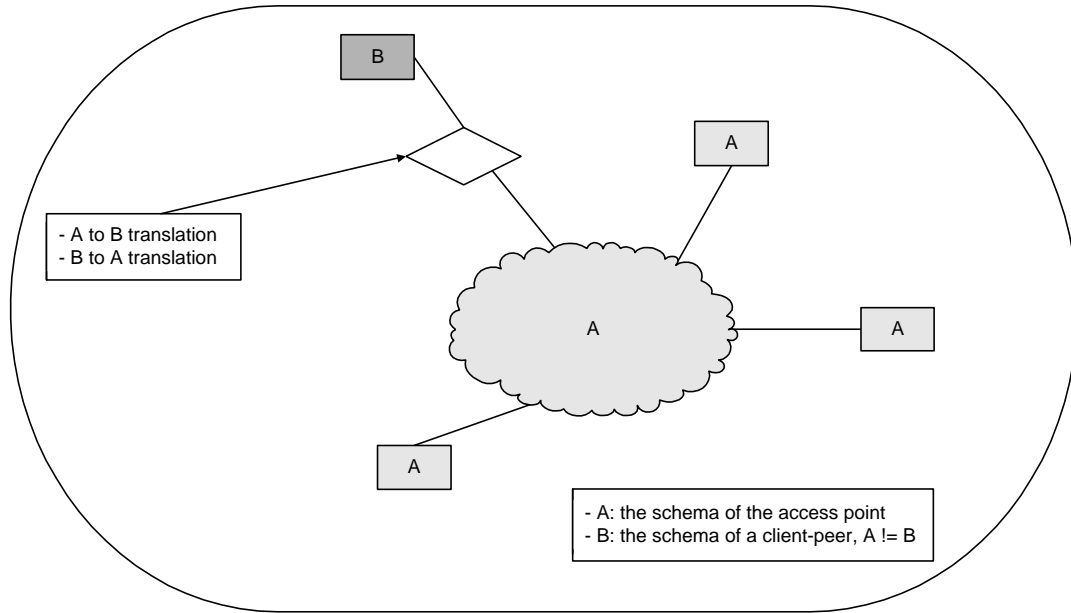 B
A
- A to B translation
- B to A translation
A
A
A
- A: the schema of the access point
- B: the schema of a client-peer, A != B